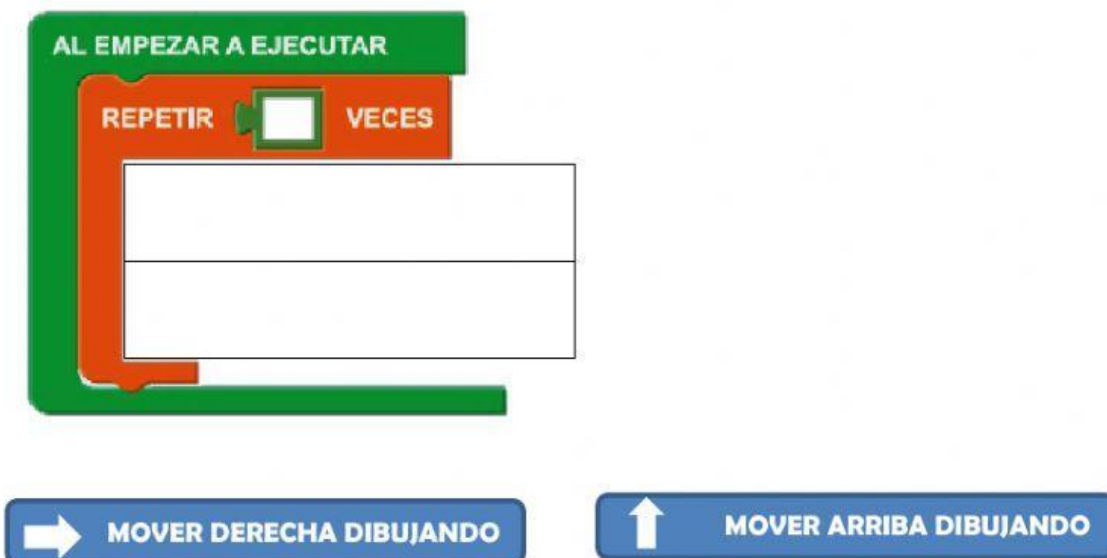 AL EMPEZAR A EJECUTAR
REPETIR VECES
MOVER DERECHA DIBUJANDO
MOVER ARRIBA DIBUJANDO